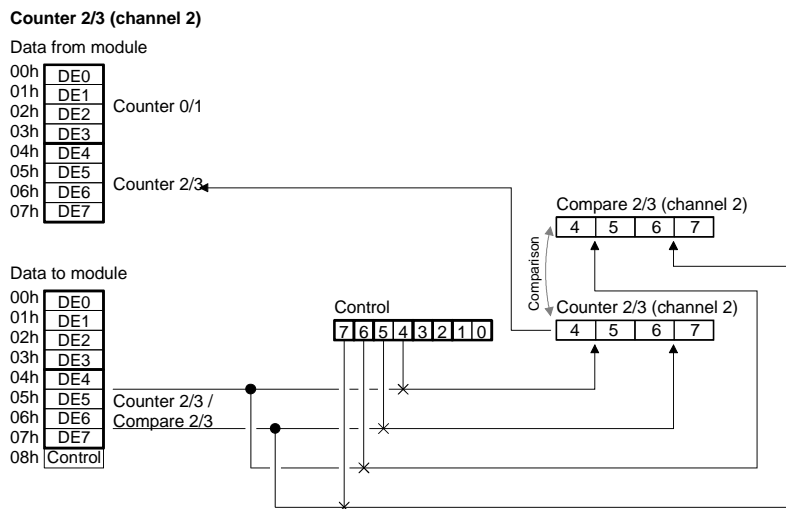 Counter 2/3 (channel 2)
Data from module
00h DE0
01h DE1
02h DE2
03h DE3
04h DE4
05h DE5
06h DE6
07h DE7
Counter 0/1
Counter 2/3
Compare 2/3 (channel 2)
4 5 6 7
Comparison
Counter 2/3 (channel 2)
4 5 6 7
Control
7 6 5 4 3 2 1 0
Data to module
00h DE0
01h DE1
02h DE2
03h DE3
04h DE4
05h DE5
06h DE6
07h DE7
08h Control
Counter 2/3 /
Compare 2/3